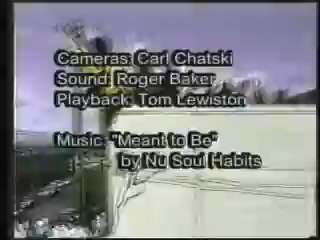 Cameras: Carl Chatski
Sound: Roger Baker
Playback: Tom Lewiston
Music: "Meant to Be"
by Nu Soul Habits